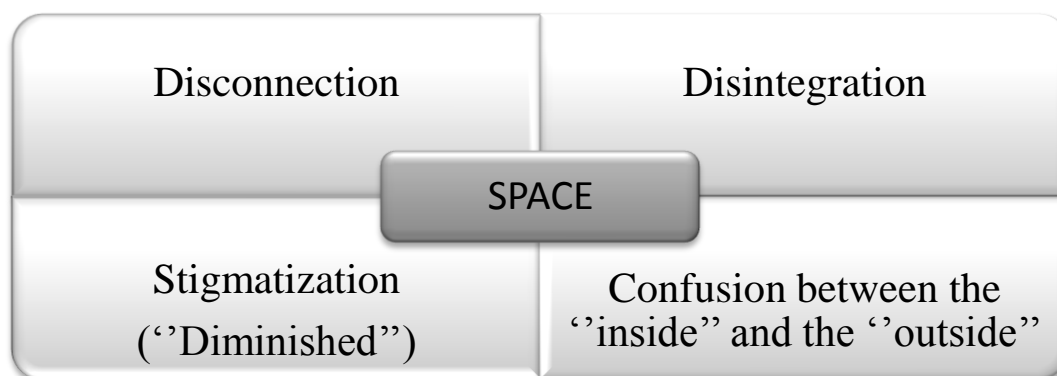 Disconnection
Disintegration
SPACE
Stigmatization
(‘’Diminished’’)
Confusion between the
‘’inside’’ and the ‘’outside’’